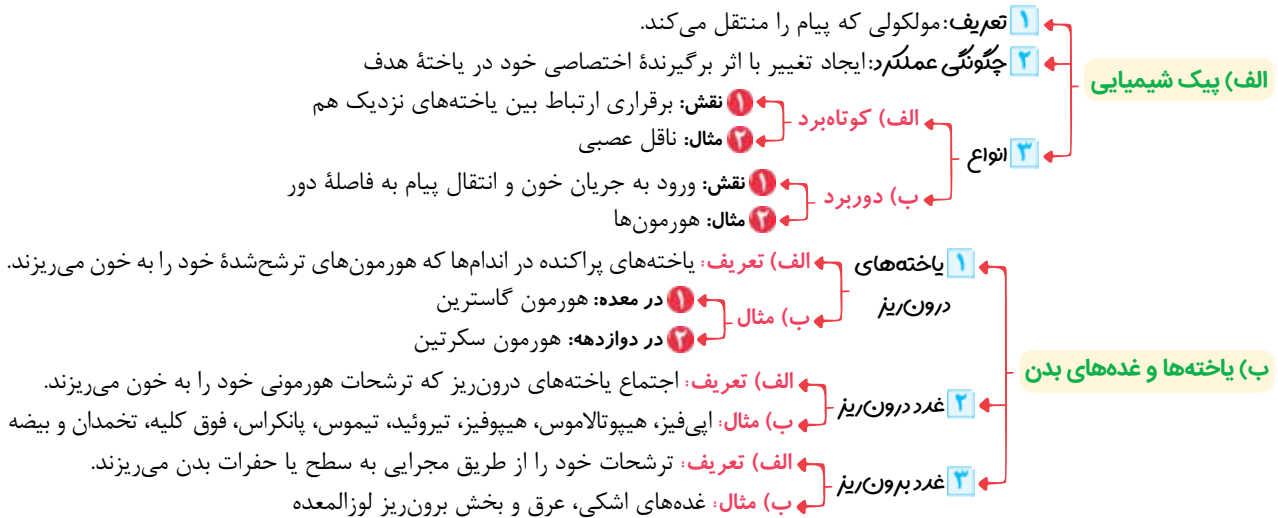 الف) پیک شیمیایی
۱ تعریف: مولکولی که پیام را منتقل می‌کند.
۲ چگونگی عملکرد: ایجاد تغییر با اثر برگیرندهٔ اختصاصی خود در یاختهٔ هدف
۳ انواع
الف) کوتاه‌برد
۱ نقش: برقراری ارتباط بین یاخته‌های نزدیک هم
۲ مثال: ناقل عصبی
ب) دوربرد
۱ نقش: ورود به جریان خون و انتقال پیام به فاصلهٔ دور
۲ مثال: هورمون‌ها
ب) یاخته‌ها و غده‌های بدن
۱ یاخته‌های
درون‌ریز
الف) تعریف: یاخته‌های پراکنده در اندام‌ها که هورمون‌های ترشح‌شدهٔ خود را به خون می‌ریزند.
ب) مثال
۱ در معده: هورمون گاسترین
۲ در دوازدهه: هورمون سکرتین
۲ غدد درون‌ریز
الف) تعریف: اجتماع یاخته‌های درون‌ریز که ترشحات هورمونی خود را به خون می‌ریزند.
ب) مثال: اپی‌فیز، هیپوتالاموس، هیپوفیز، تیروئید، تیموس، پانکراس، فوق کلیه، تخمدان و بیضه
۳ غدد برون‌ریز
الف) تعریف: ترشحات خود را از طریق مجرایی به سطح یا حفرات بدن می‌ریزند.
ب) مثال: غده‌های اشکی، عرق و بخش برون‌ریز لوزالمعده